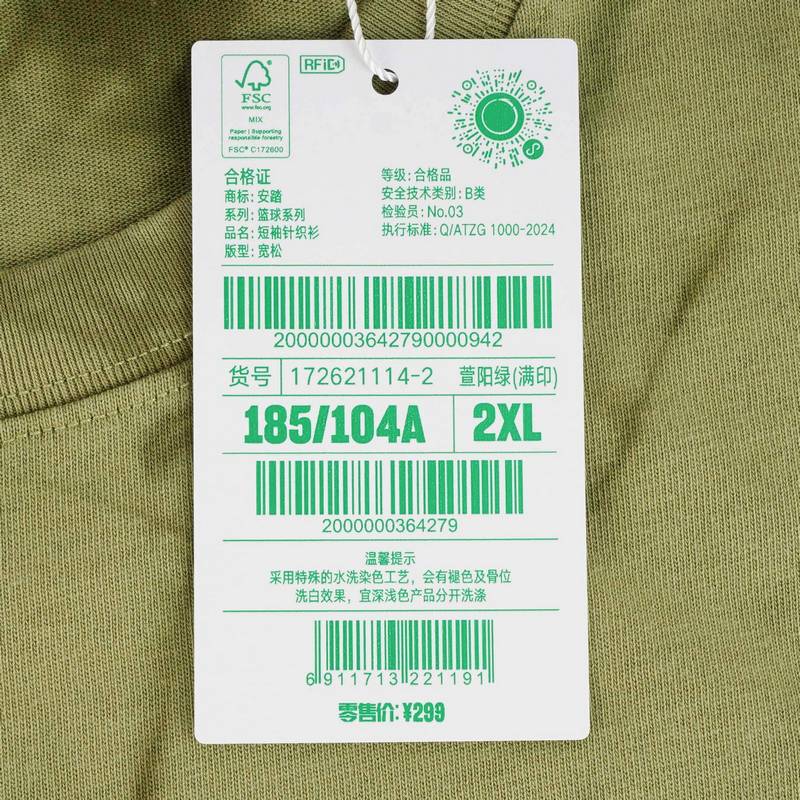 FSC
www.fsc.org
MIX
Paper | Supporting
responsible forestry
FSC® C172600
RFiD
合格证
商标: 安踏
系列: 篮球系列
品名: 短袖针织衫
版型: 宽松
等级: 合格品
安全技术类别: B类
检验员: No.03
执行标准: Q/ATZG 1000-2024
20000003642790000942
货号 172621114-2 萱阳绿(满印)
185/104A 2XL
2000000364279
温馨提示
采用特殊的水洗染色工艺，会有褪色及骨位
洗白效果，宜深浅色产品分开洗涤
6 911713 221191
零售价: ¥299